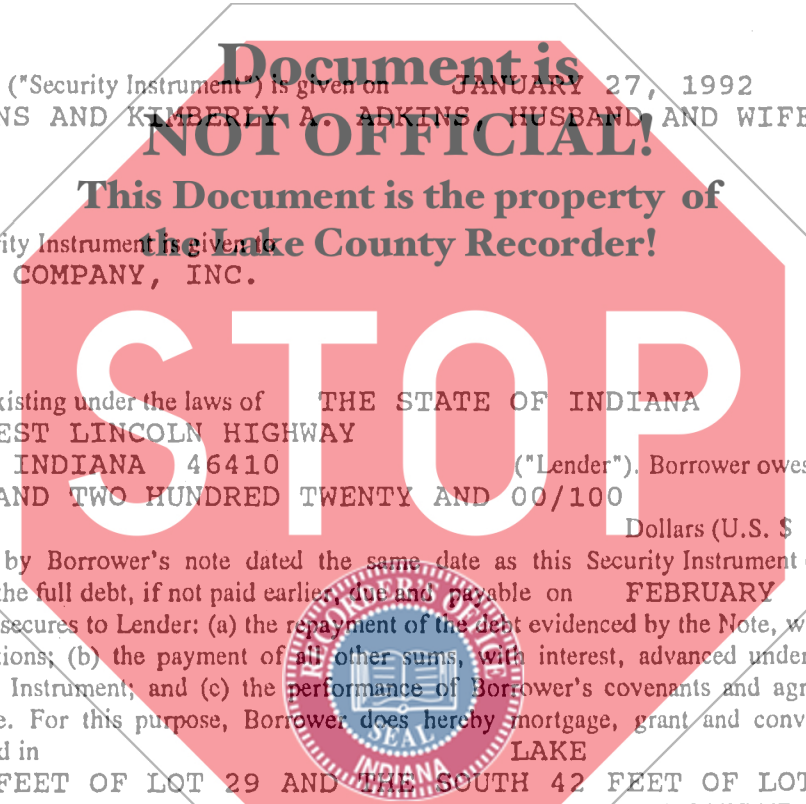 Document is
("Security Instrument") is given on JANUARY 27, 1992
NS AND KIMBERLY A. ADKINS, HUSBAND AND WIFE
NOT OFFICIAL!
This Document is the property of
ity Instrument is given to
the Lake County Recorder!
COMPANY, INC.
STOP
xisting under the laws of THE STATE OF INDIANA
EST LINCOLN HIGHWAY
INDIANA 46410 ("Lender"). Borrower owes
AND TWO HUNDRED TWENTY AND 00/100
Dollars (U.S. $
by Borrower's note dated the same date as this Security Instrument
the full debt, if not paid earlier, due and payable on FEBRUARY
secures to Lender: (a) the repayment of the debt evidenced by the Note, w
tions; (b) the payment of all other sums, with interest, advanced under
Instrument; and (c) the performance of Borrower's covenants and agr
e. For this purpose, Borrower does hereby mortgage, grant and conv
d in LAKE
FEET OF LOT 29 AND THE SOUTH 42 FEET OF LOT
RECORDER'S OFFICE
SEAL
INDIANA